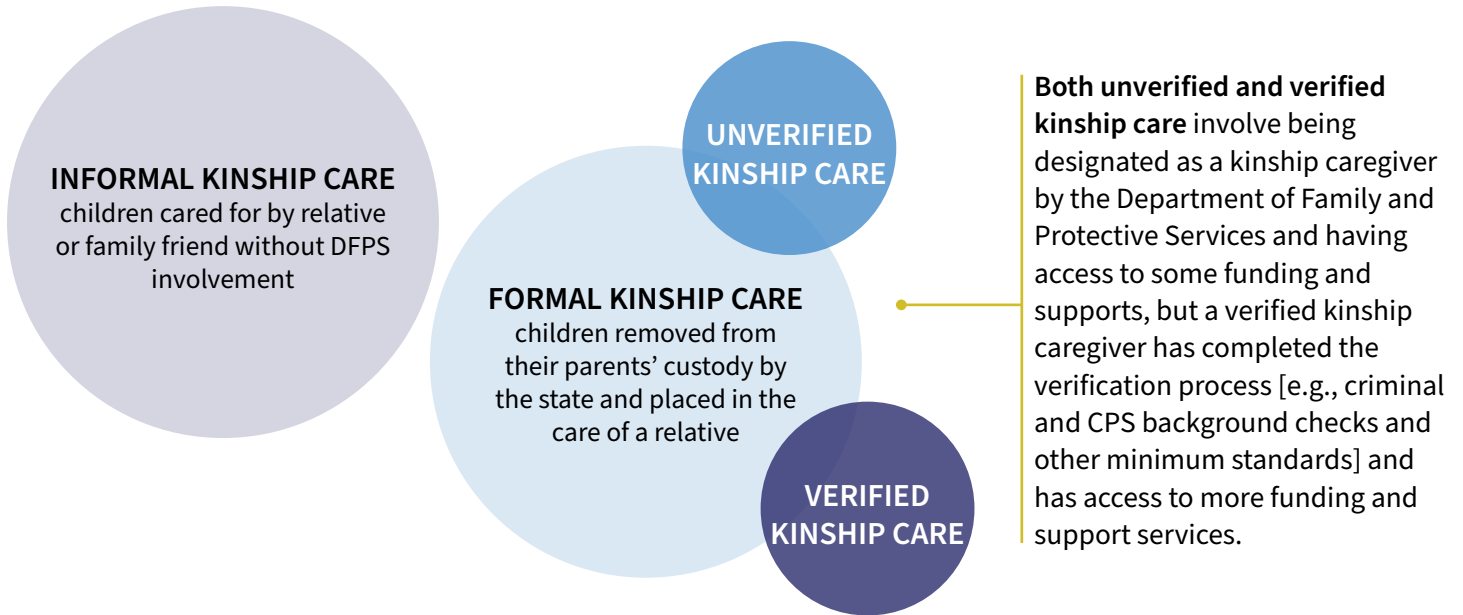 INFORMAL KINSHIP CARE
children cared for by relative
or family friend without DFPS
involvement
FORMAL KINSHIP CARE
children removed from
their parents’ custody by
the state and placed in the
care of a relative
UNVERIFIED
KINSHIP CARE
VERIFIED
KINSHIP CARE
Both unverified and verified
kinship care involve being
designated as a kinship caregiver
by the Department of Family and
Protective Services and having
access to some funding and
supports, but a verified kinship
caregiver has completed the
verification process [e.g., criminal
and CPS background checks and
other minimum standards] and
has access to more funding and
support services.